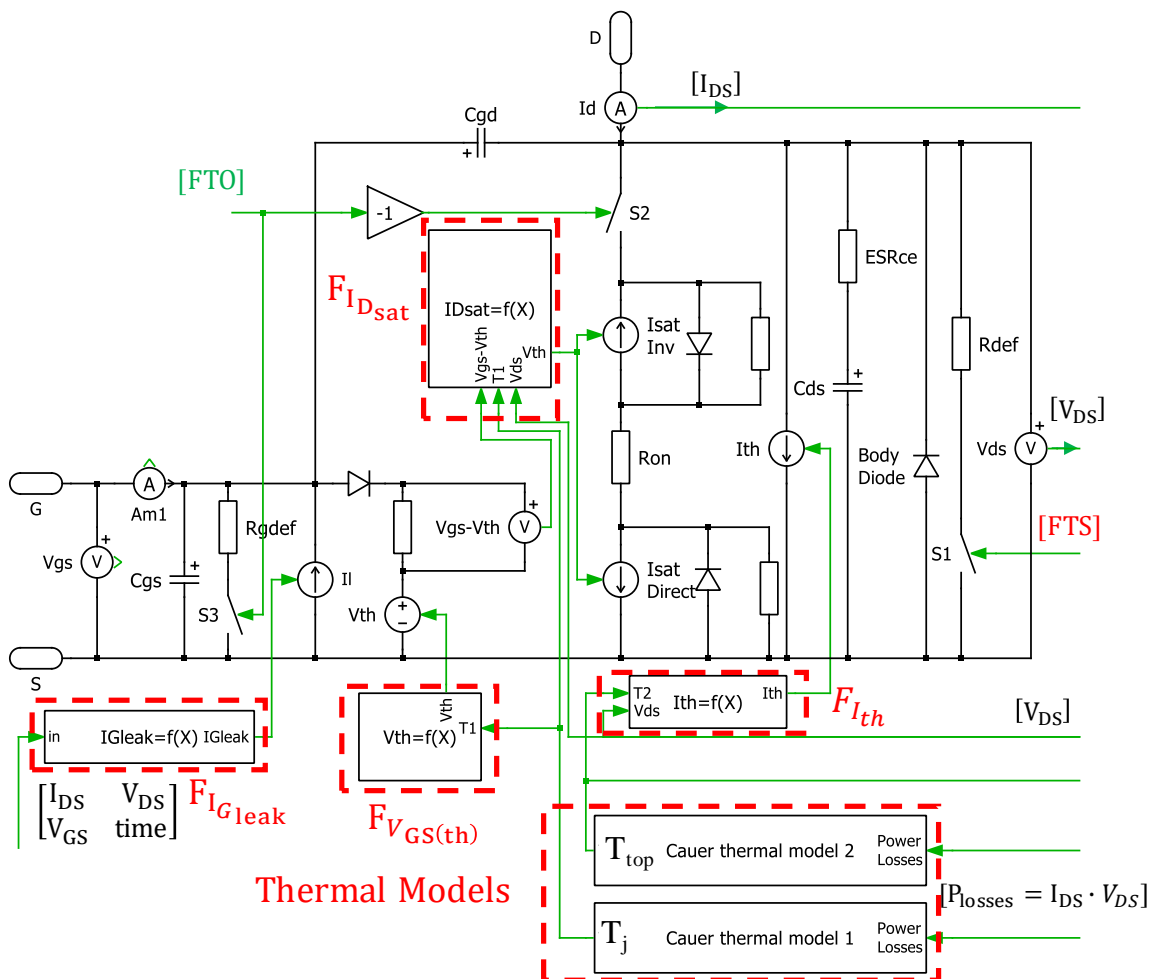 D
[I_DS]
Id
A
Cgd
+
[FTO]
-1
S2
ESRce
F_I_Dsat
IDsat=f(X)
Vth
Vgs-Vth
T1
Vds
Isat
Inv
Rdef
+
Cds
[V_DS]
+
Ron
Ith
Body
Diode
Vds
V
G
A
Am1
Rgdef
+
Vgs-Vth
V
[FTS]
S1
+
Vgs
V
+
Cgs
Il
Isat
Direct
S3
Vth
+
−
S
T2
Vds
Ith=f(X)
Ith
F_Ith
[V_DS]
in
IGleak=f(X)
IGleak
Vth
Vth=f(X)
T1
F_I_G leak
[I_DS V_DS
V_GS time]
F_V_GS(th)
Thermal Models
T_top
Cauer thermal model 2
Power
Losses
[P_losses = I_DS · V_DS]
T_j
Cauer thermal model 1
Power
Losses